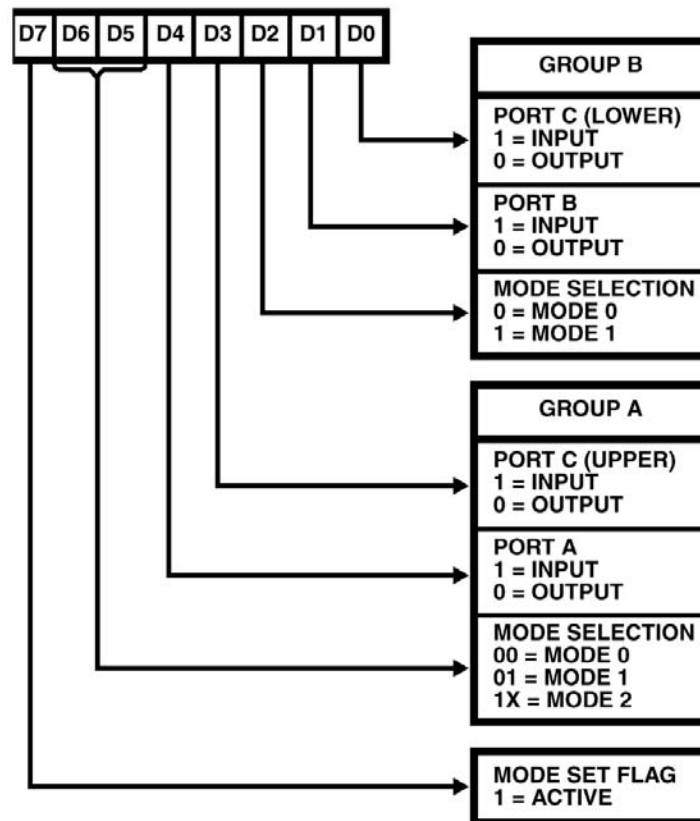 D7 D6 D5 D4 D3 D2 D1 D0
GROUP B
PORT C (LOWER)
1 = INPUT
0 = OUTPUT
PORT B
1 = INPUT
0 = OUTPUT
MODE SELECTION
0 = MODE 0
1 = MODE 1
GROUP A
PORT C (UPPER)
1 = INPUT
0 = OUTPUT
PORT A
1 = INPUT
0 = OUTPUT
MODE SELECTION
00 = MODE 0
01 = MODE 1
1X = MODE 2
MODE SET FLAG
1 = ACTIVE